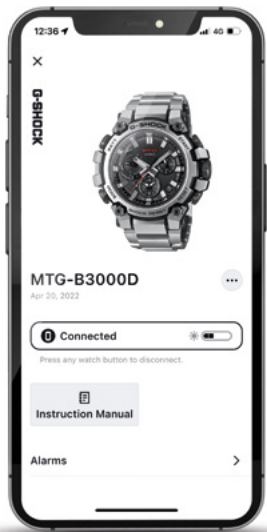 12:36
4G
G-SHOCK
G-SHOCK
MTG-B3000D
Apr 20, 2022
Connected
Press any watch button to disconnect.
Instruction Manual
Alarms